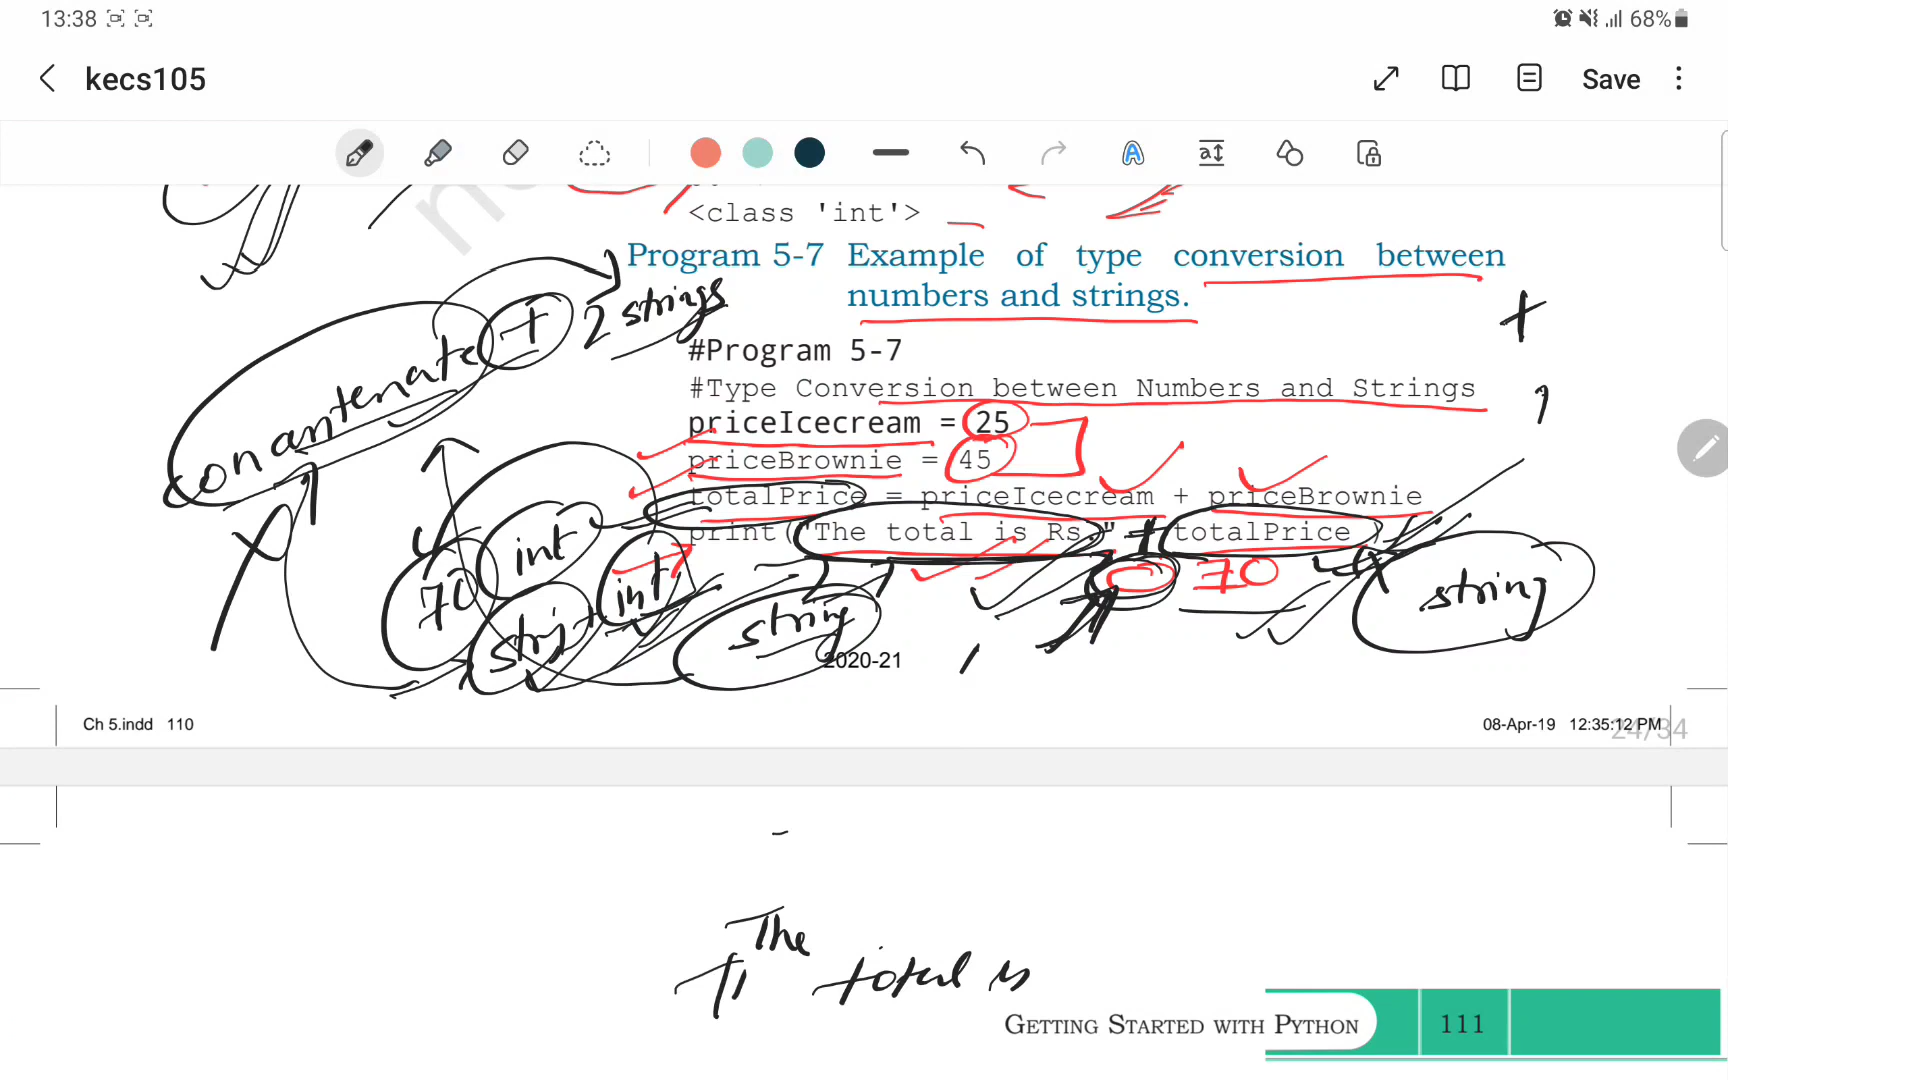 13:38
68%
kecs105
Save
<class 'int'>
Program 5-7 Example of type conversion between
numbers and strings.
+
2 strings
onantenate
#Program 5-7
#Type Conversion between Numbers and Strings
priceIcecream = 25
priceBrownie = 45
totalPrice = priceIcecream + priceBrownie
print("The total is Rs." + totalPrice )
int
70
int
string
70
string
2020-21
Ch 5.indd 110
08-Apr-19 12:35:12 PM
24/34
The
total is
GETTING STARTED WITH PYTHON
111